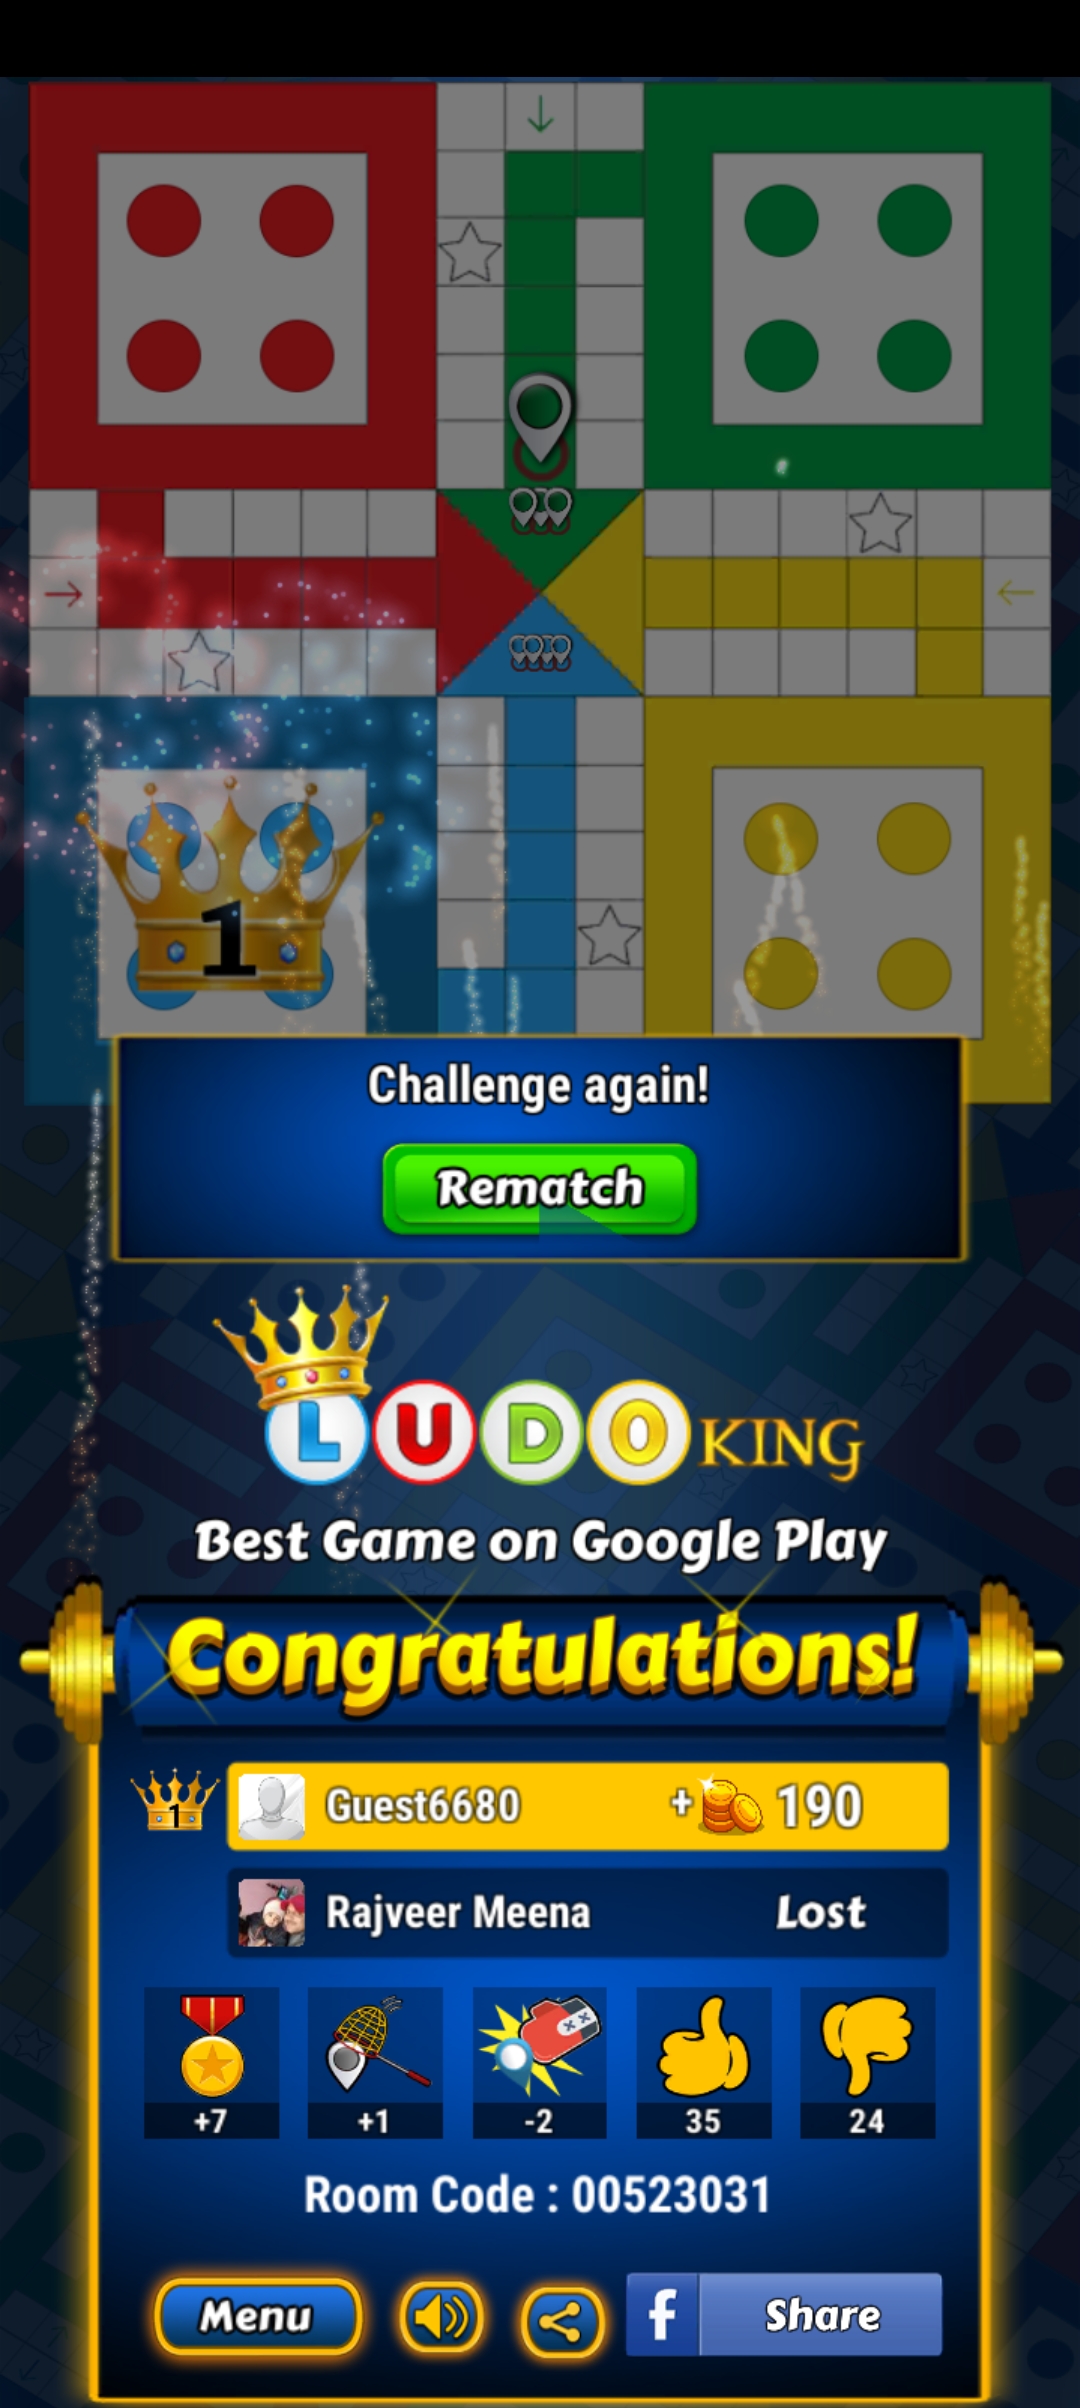 1
Challenge again!
Rematch
LUDO KING
Best Game on Google Play
Congratulations!
1 Guest6680 + 190
Rajveer Meena Lost
+7 +1 -2 35 24
Room Code : 00523031
Menu f Share